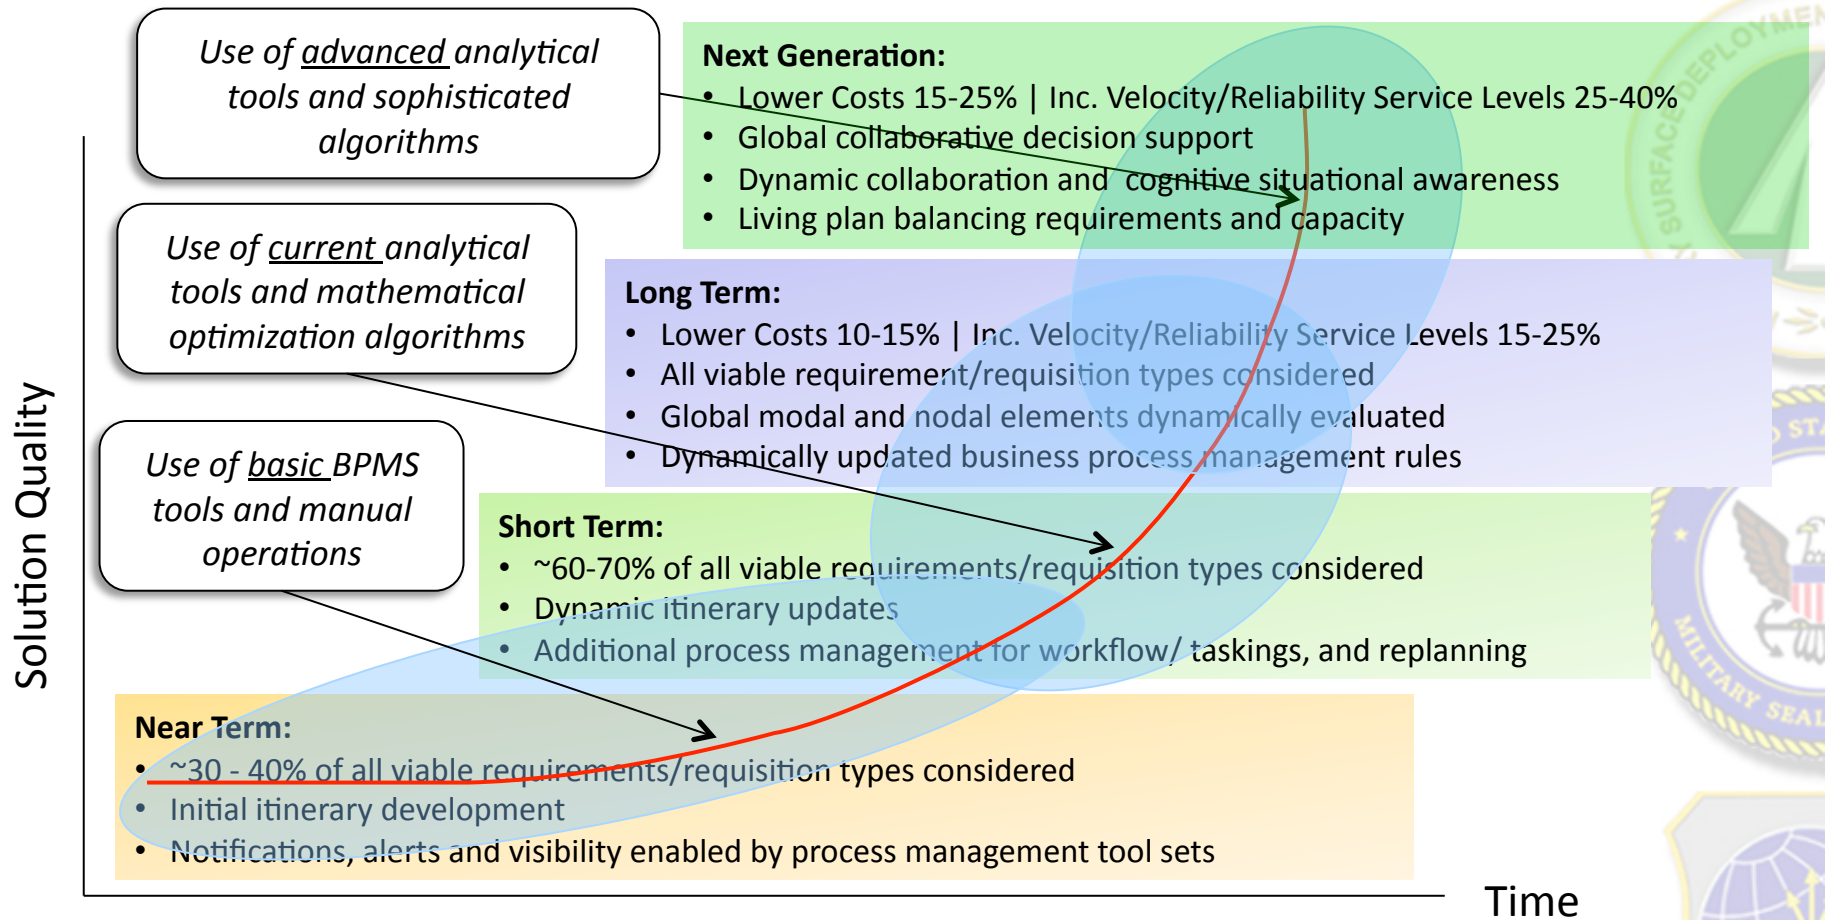 Use of advanced analytical
tools and sophisticated
algorithms
Next Generation:
• Lower Costs 15-25% | Inc. Velocity/Reliability Service Levels 25-40%
• Global collaborative decision support
• Dynamic collaboration and cognitive situational awareness
• Living plan balancing requirements and capacity
Use of current analytical
tools and mathematical
optimization algorithms
Long Term:
• Lower Costs 10-15% | Inc. Velocity/Reliability Service Levels 15-25%
• All viable requirement/requisition types considered
• Global modal and nodal elements dynamically evaluated
• Dynamically updated business process management rules
Use of basic BPMS
tools and manual
operations
Short Term:
• ~60-70% of all viable requirements/requisition types considered
• Dynamic itinerary updates
• Additional process management for workflow/ taskings, and replanning
Near Term:
• ~30 - 40% of all viable requirements/requisition types considered
• Initial itinerary development
• Notifications, alerts and visibility enabled by process management tool sets
Solution Quality
Time
SURFACE
MILITARY SEAL